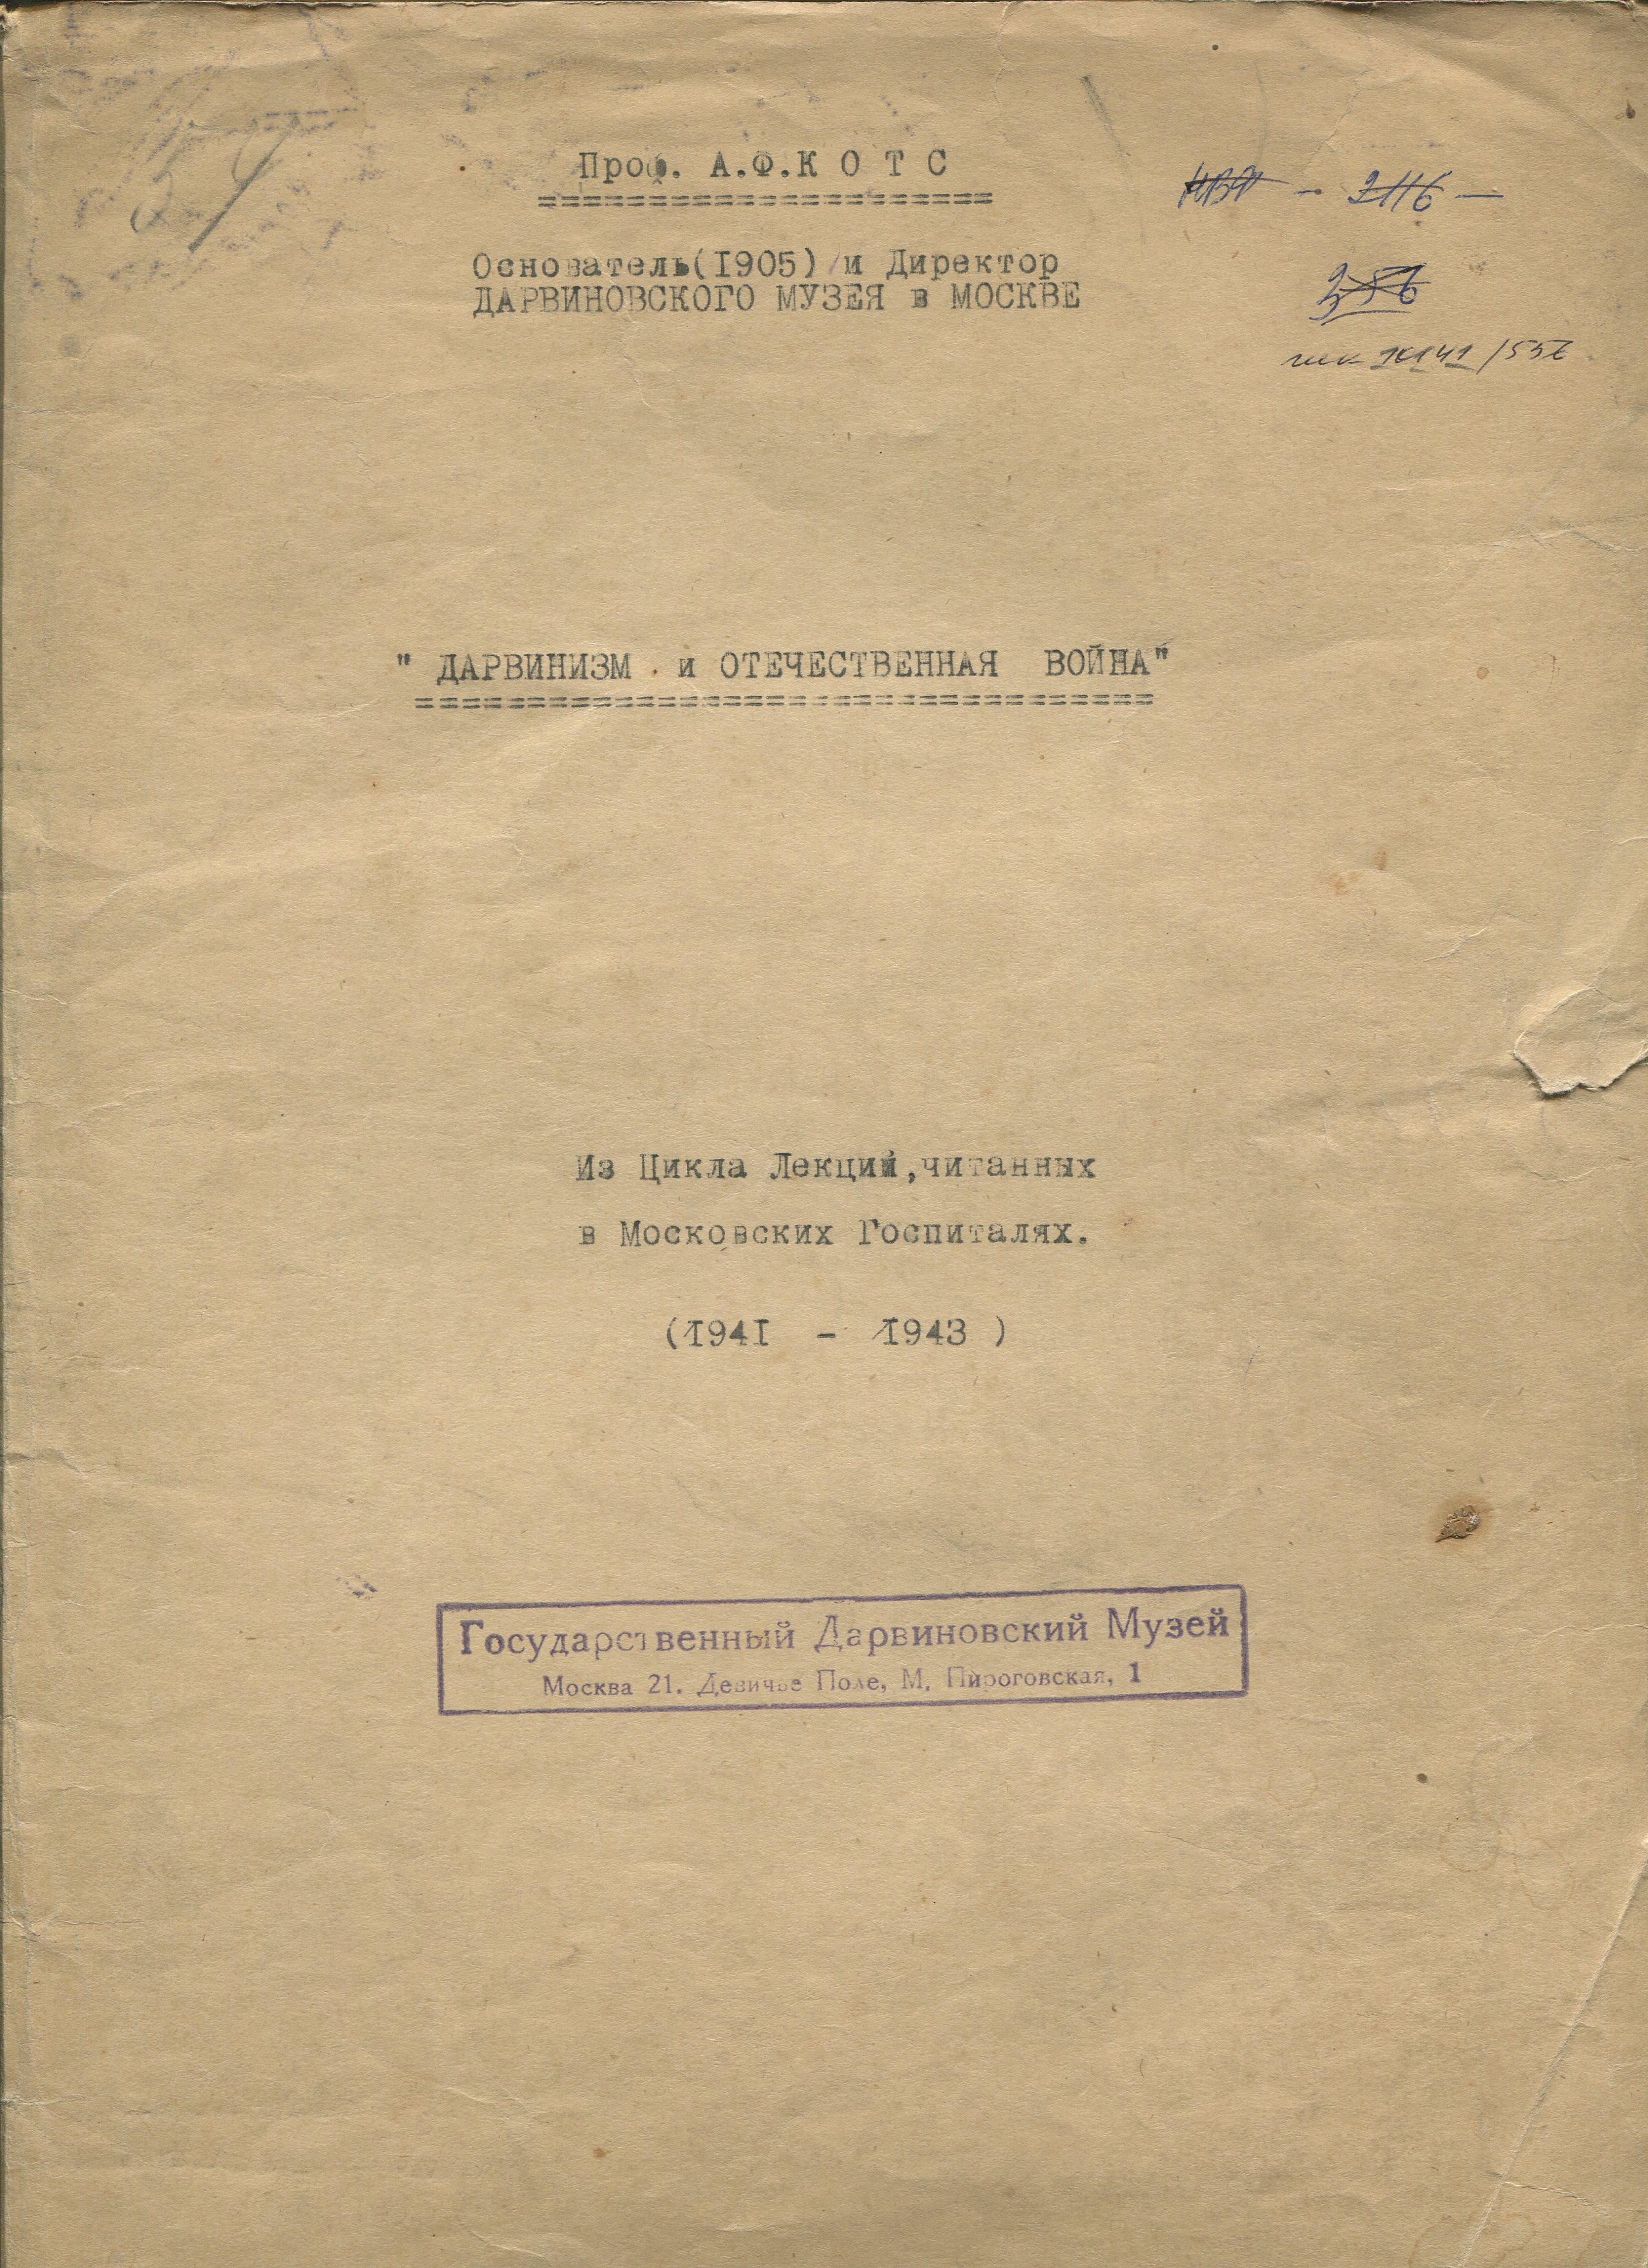 Проф. А.Ф.К О Т С
Основатель(I905) и Директор
ДАРВИНОВСКОГО МУЗЕЯ в МОСКВЕ
" ДАРВИНИЗМ и ОТЕЧЕСТВЕННАЯ ВОЙНА"
Из Цикла Лекций,читанных
в Московских Госпиталях.
(1941 - 1943 )
Государственный Дарвиновский Музей
Москва 21. Девичье Поле, М. Пироговская, 1